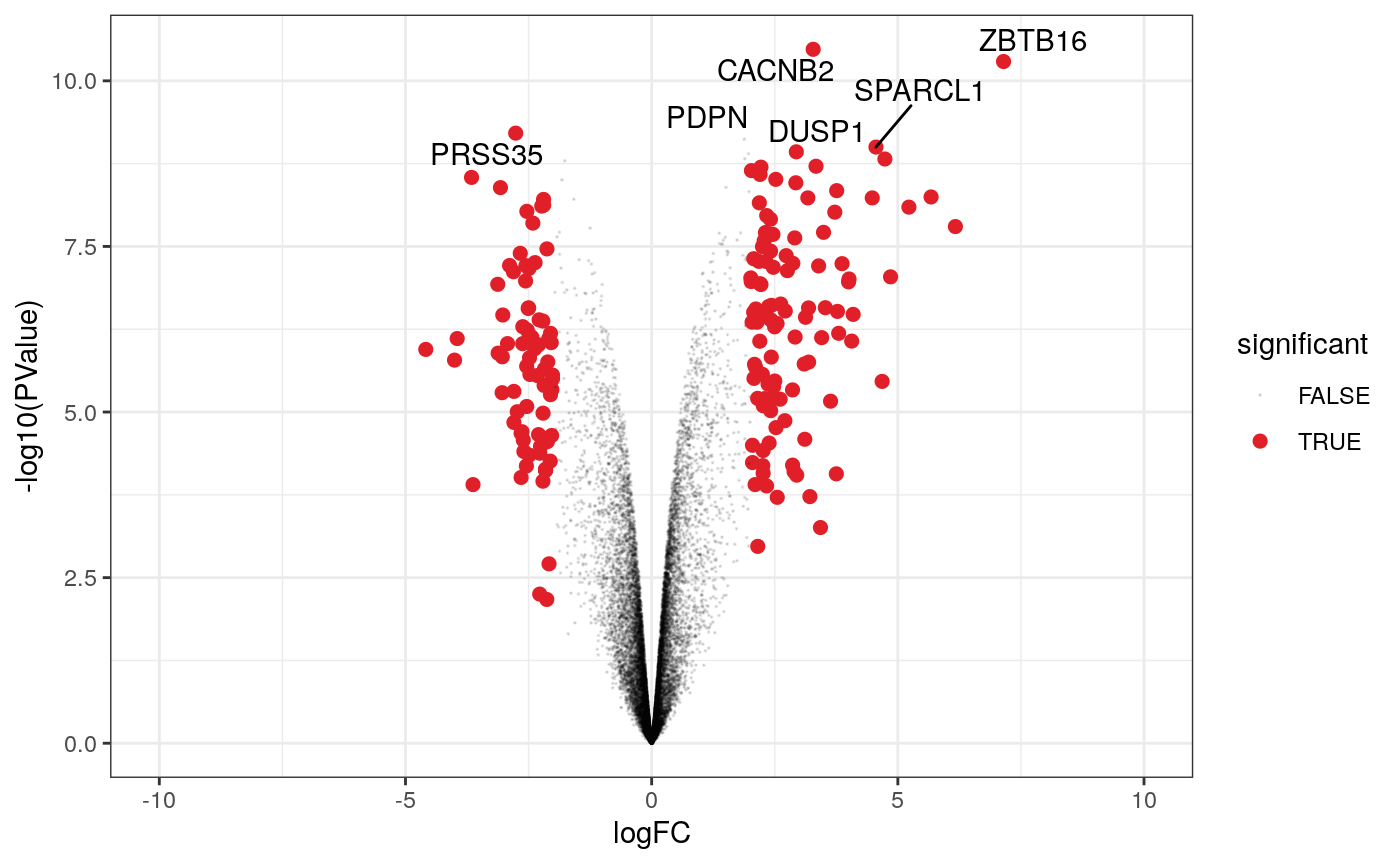 ZBTB16
CACNB2
SPARCL1
PDPN
DUSP1
PRSS35
10.0
7.5
5.0
2.5
0.0
-log10(PValue)
-10
-5
0
5
10
logFC
significant
FALSE
TRUE